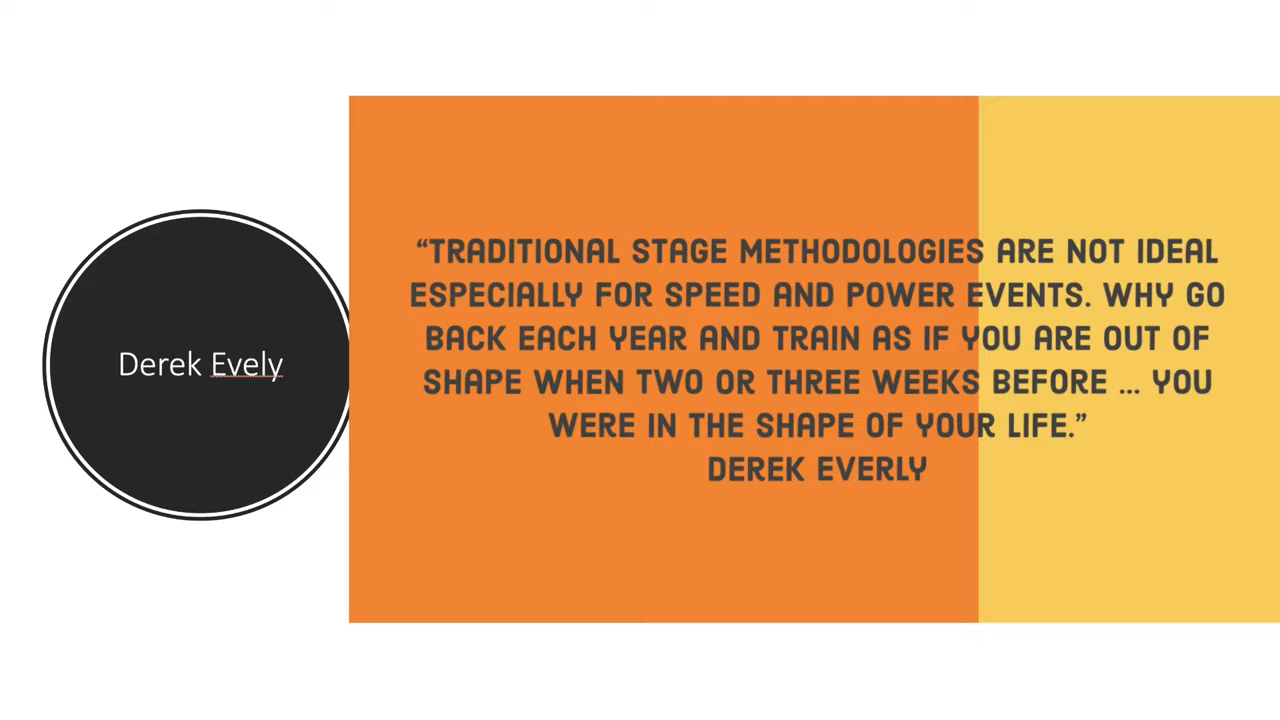 Derek Evely
“TRADITIONAL STAGE METHODOLOGIES ARE NOT IDEAL
ESPECIALLY FOR SPEED AND POWER EVENTS. WHY GO
BACK EACH YEAR AND TRAIN AS IF YOU ARE OUT OF
SHAPE WHEN TWO OR THREE WEEKS BEFORE ... YOU
WERE IN THE SHAPE OF YOUR LIFE.”
DEREK EVERLY